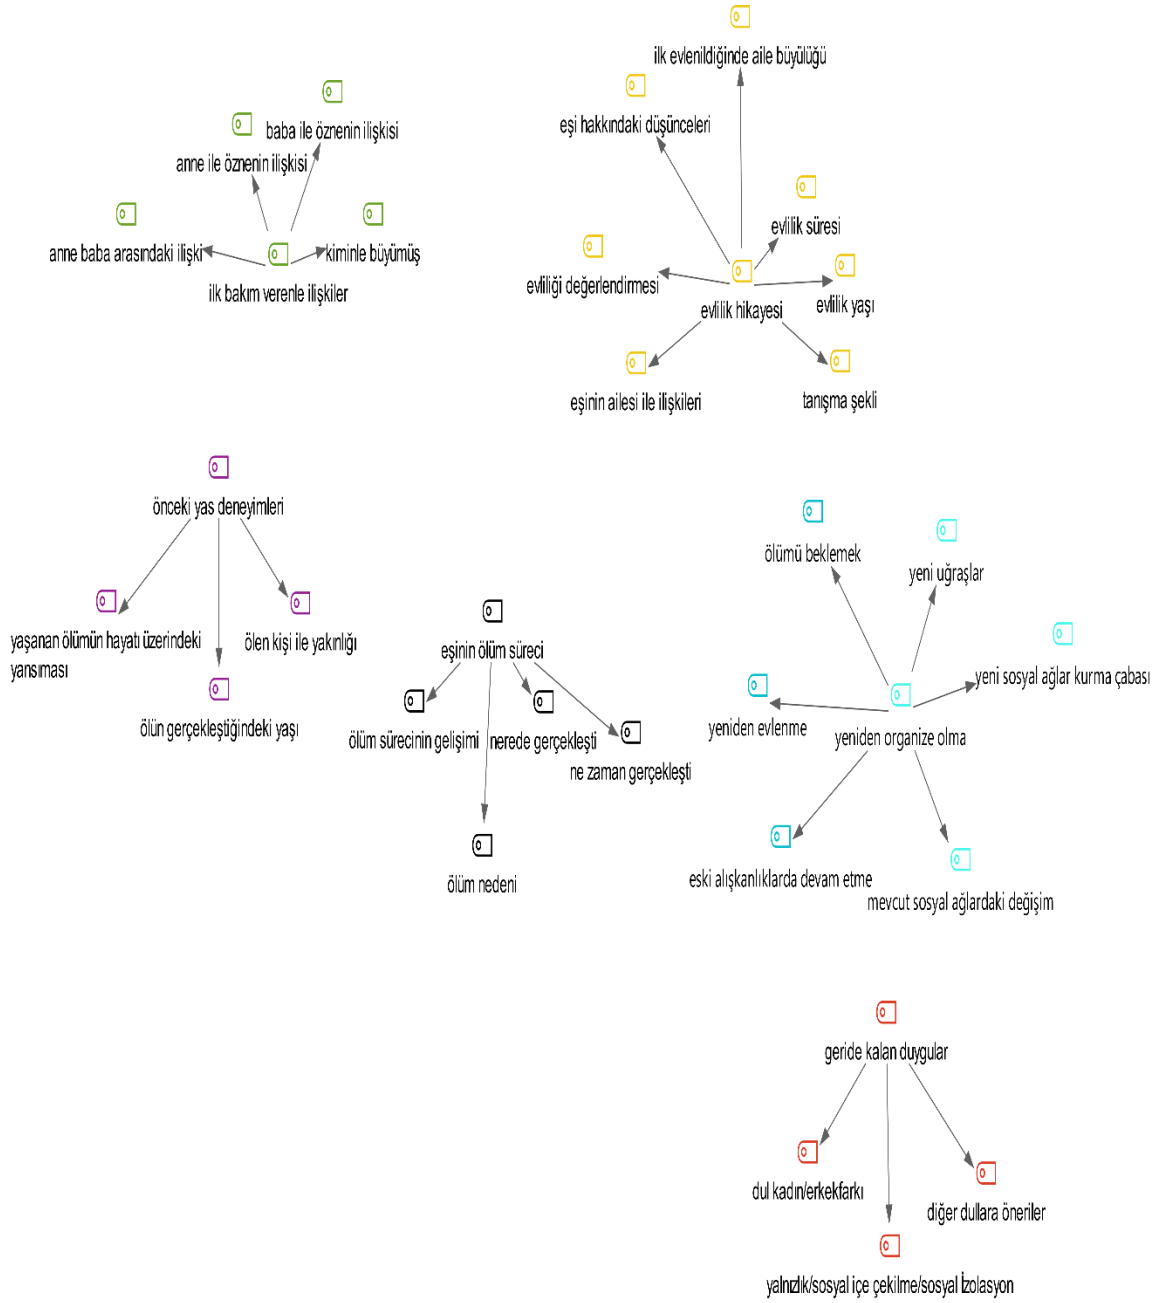 ilk evlenildiğinde aile büyülüğü
eşi hakkındaki düşünceleri
baba ile öznenin ilişkisi
anne ile öznenin ilişkisi
evlilik süresi
anne baba arasındaki ilişki
kiminle büyümüş
evliliği değerlendirmesi
ilk bakım verenle ilişkiler
evlilik hikayesi
evlilik yaşı
eşinin ailesi ile ilişkileri
tanışma şekli
önceki yas deneyimleri
yaşanan ölümün hayatı üzerindeki
yansıması
ölen kişi ile yakınlığı
ölün gerçekleştiğindeki yaşı
eşinin ölüm süreci
ölüm sürecinin gelişimi
nerede gerçekleşti
ne zaman gerçekleşti
ölüm nedeni
ölümü beklemek
yeni uğraşlar
yeni sosyal ağlar kurma çabası
yeniden evlenme
yeniden organize olma
eski alışkanlıklarda devam etme
mevcut sosyal ağlardaki değişim
geride kalan duygular
dul kadın/erkekfarkı
diğer dullara öneriler
yalnızlık/sosyal içe çekilme/sosyal İzolasyon